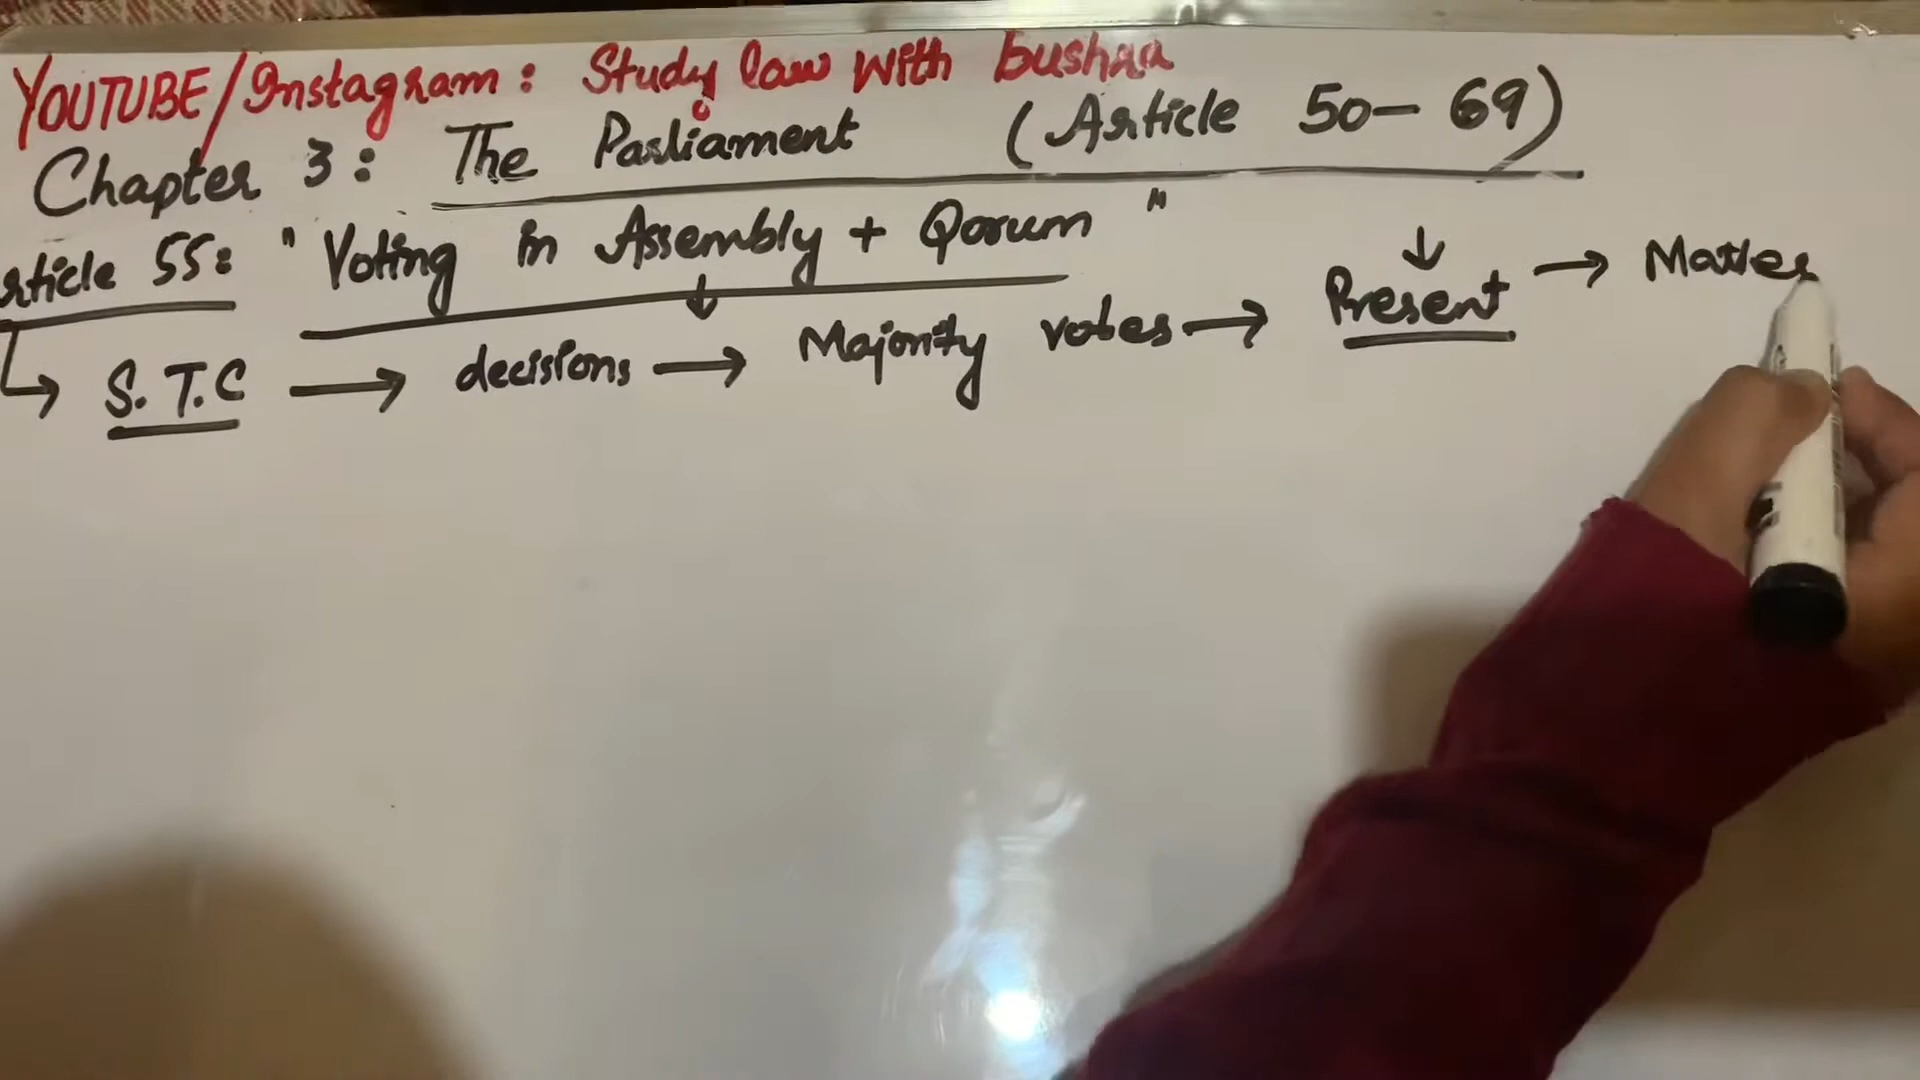 YOUTUBE/Instagram: Study law with bushra
Chapter 3: The Parliament (Article 50-69)
rticle 55: "Voting in Assembly + Qorum"
↓
↓
↳ S.T.C → decisions → Majority votes → Present → Matter